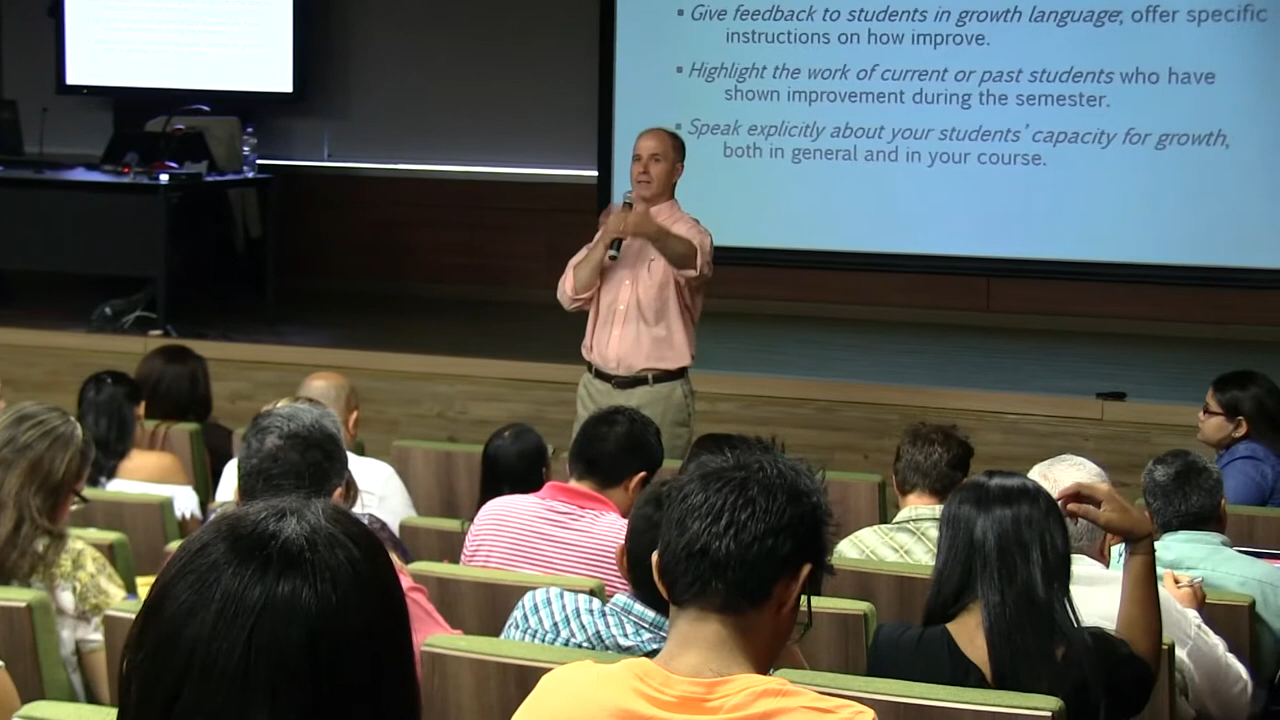 ▪ Give feedback to students in growth language, offer specific
instructions on how improve.
▪ Highlight the work of current or past students who have
shown improvement during the semester.
▪ Speak explicitly about your students’ capacity for growth,
both in general and in your course.